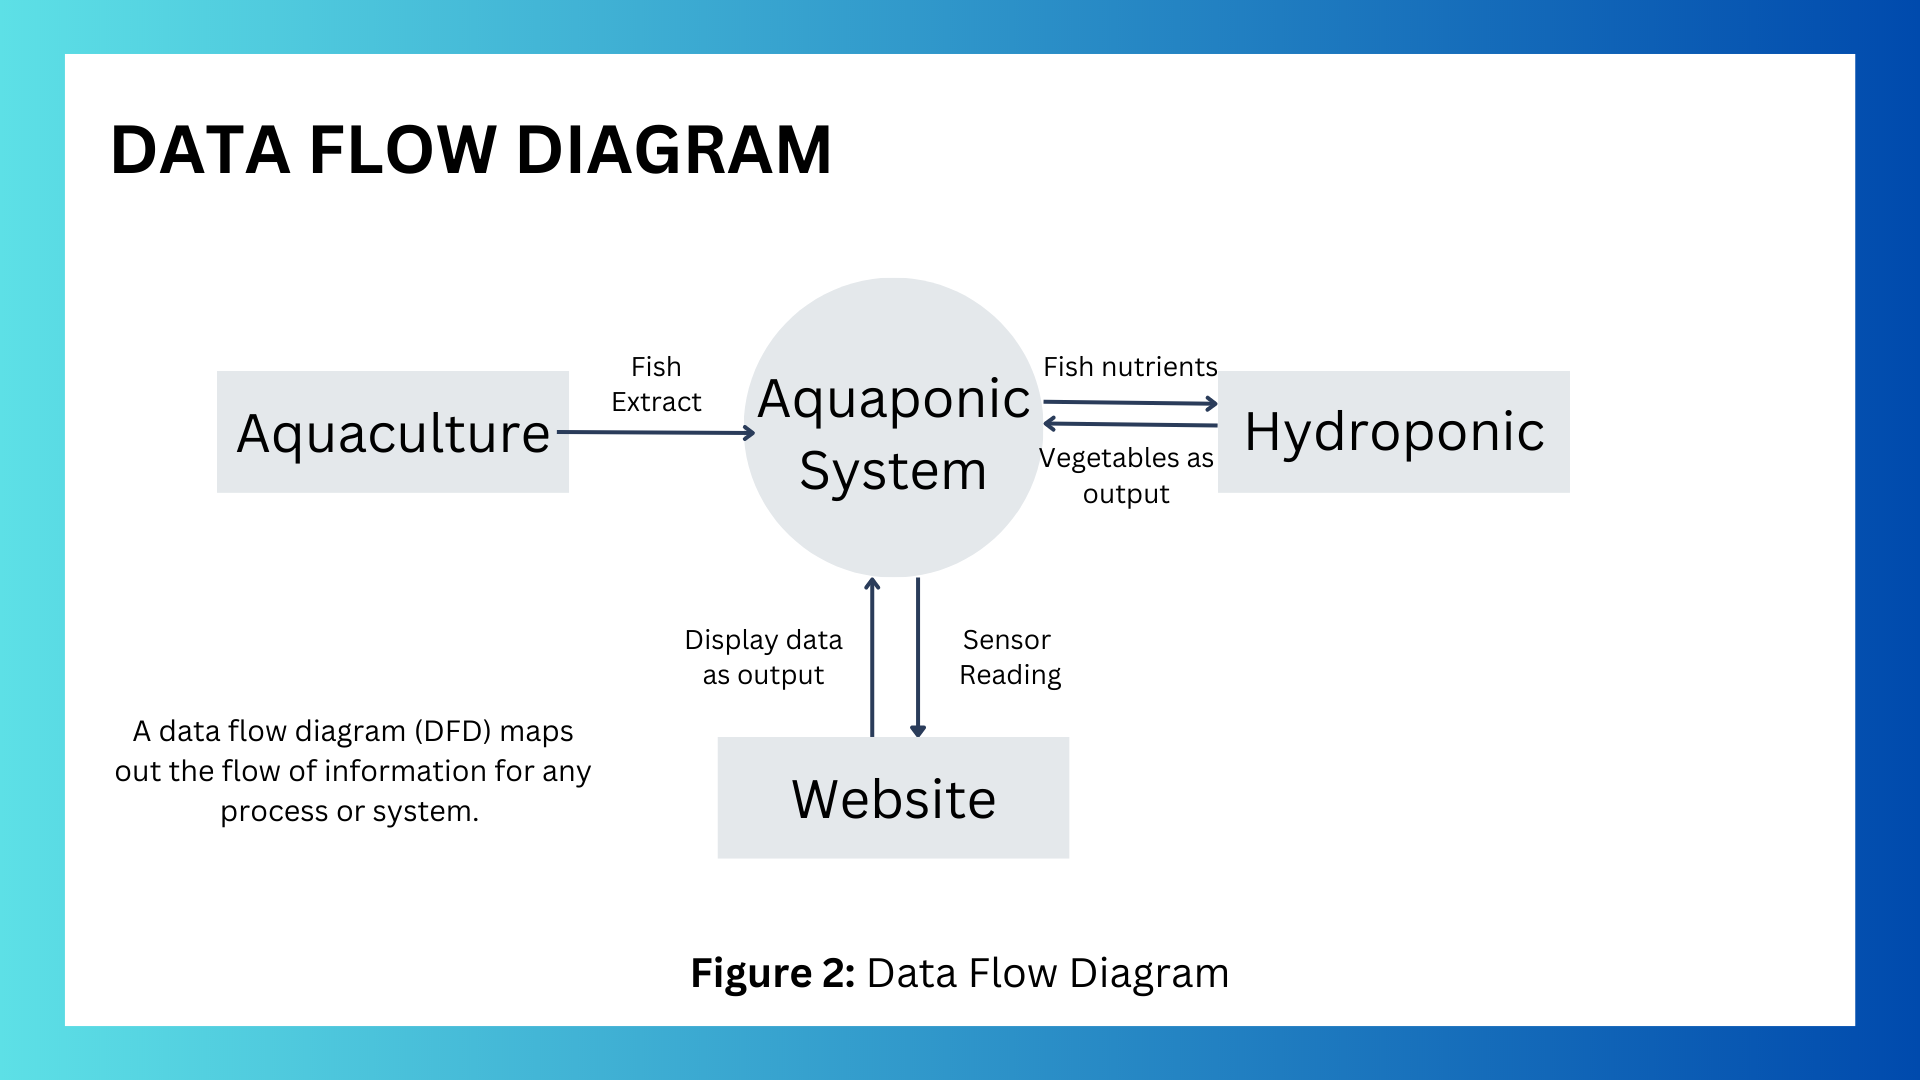 DATA FLOW DIAGRAM
Fish
Extract
Fish nutrients
Aquaculture
Aquaponic
System
Hydroponic
Vegetables as
output
Display data
as output
Sensor
Reading
A data flow diagram (DFD) maps
out the flow of information for any
process or system.
Website
Figure 2: Data Flow Diagram